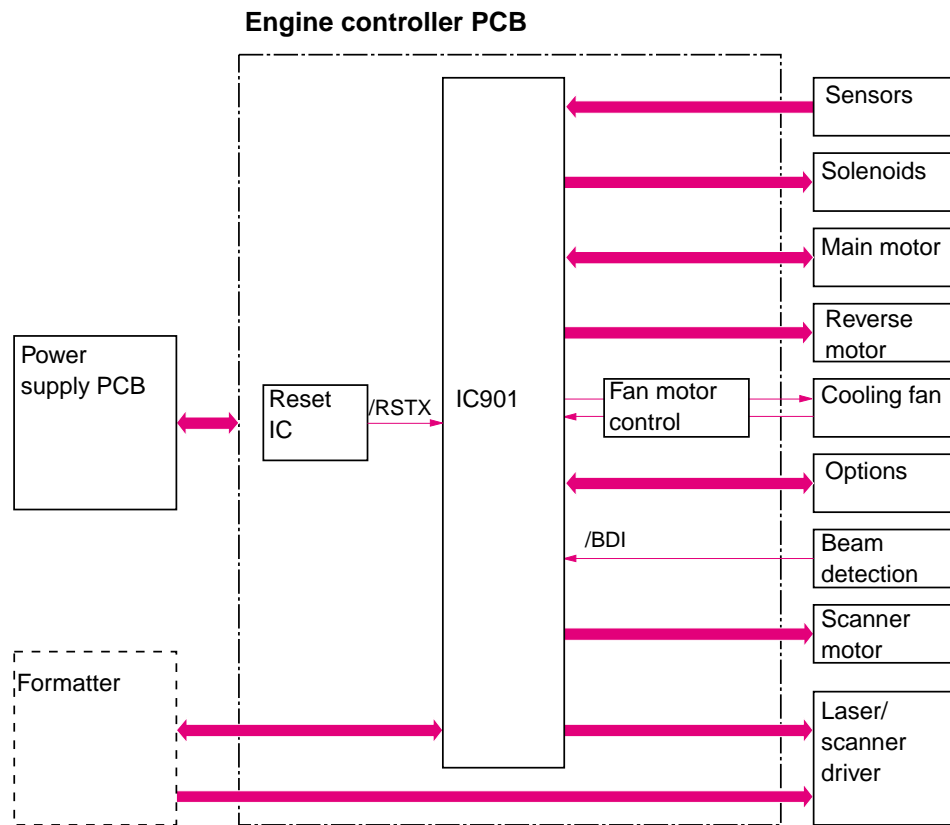 Engine controller PCB
Sensors
Solenoids
Main motor
Reverse
motor
Power
supply PCB
Reset
IC
/RSTX
IC901
Fan motor
control
Cooling fan
Options
/BDI
Beam
detection
Scanner
motor
Formatter
Laser/
scanner
driver